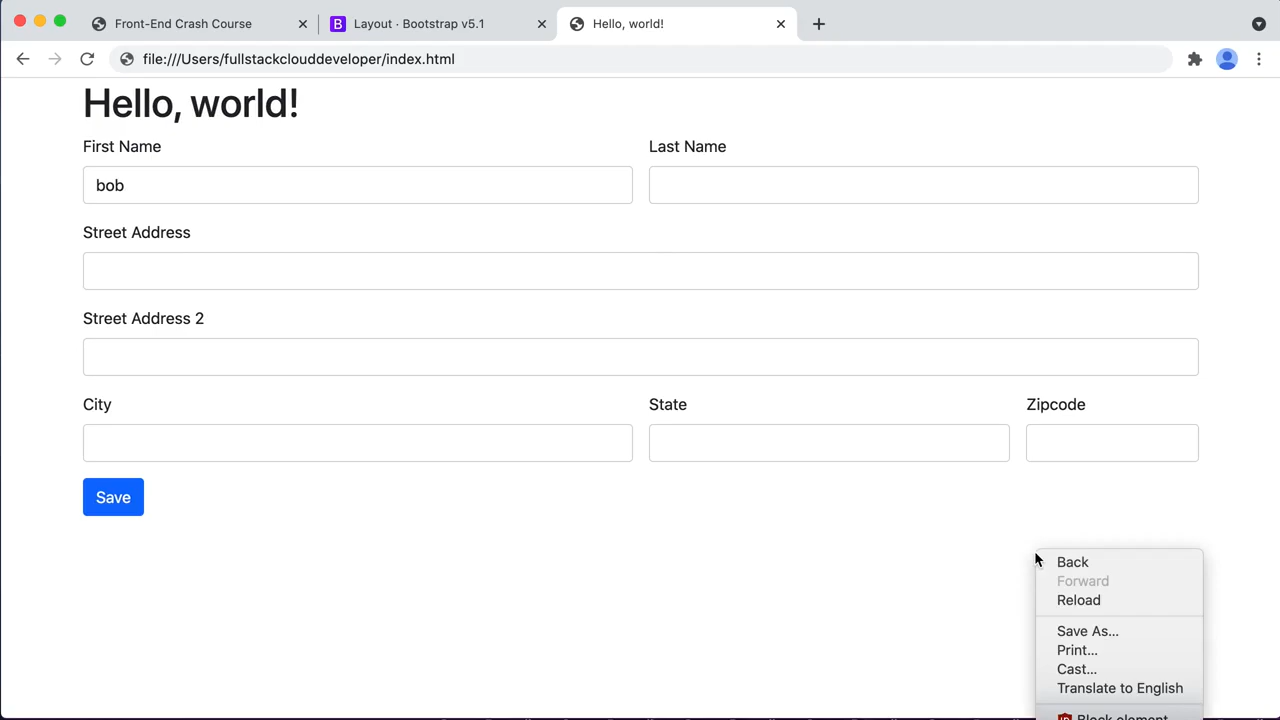 Front-End Crash Course
B Layout · Bootstrap v5.1
Hello, world!
file:///Users/fullstackclouddeveloper/index.html
Hello, world!
First Name
Last Name
bob
Street Address
Street Address 2
City
State
Zipcode
Save
Back
Forward
Reload
Save As...
Print...
Cast...
Translate to English
Block element